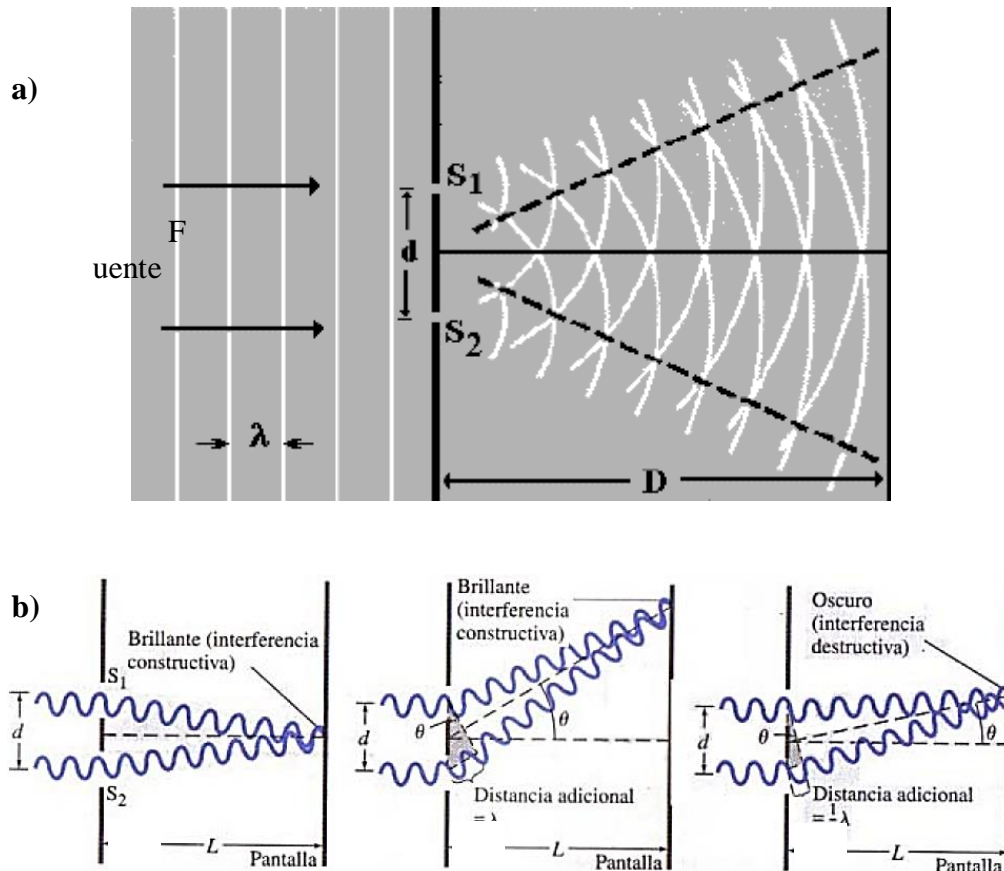 a)
S1
F
uente
d
S2
λ
D
b)
Brillante (interferencia
constructiva)
S1
d
S2
L
Pantalla
Brillante
(interferencia
constructiva)
d
θ
θ
Distancia adicional
= λ
L
Pantalla
Oscuro
(interferencia
destructiva)
d
θ
θ
Distancia adicional
= 1 λ
L
Pantalla